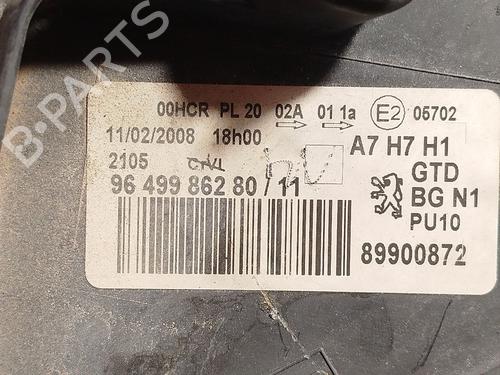 00HCR PL 20 02A 01 1a E2 05702
11/02/2008 18h00 A7 H7 H1
2105 GTD
96 499 862 80 / 11 BG N1
PU10
89900872
B-PARTS